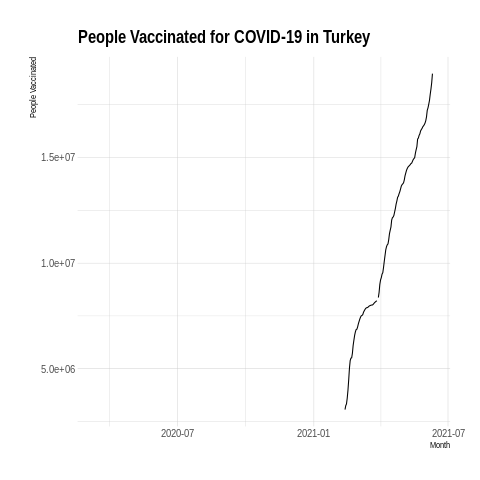 People Vaccinated for COVID-19 in Turkey
People Vaccinated
1.5e+07
1.0e+07
5.0e+06
2020-07
2021-01
2021-07
Month